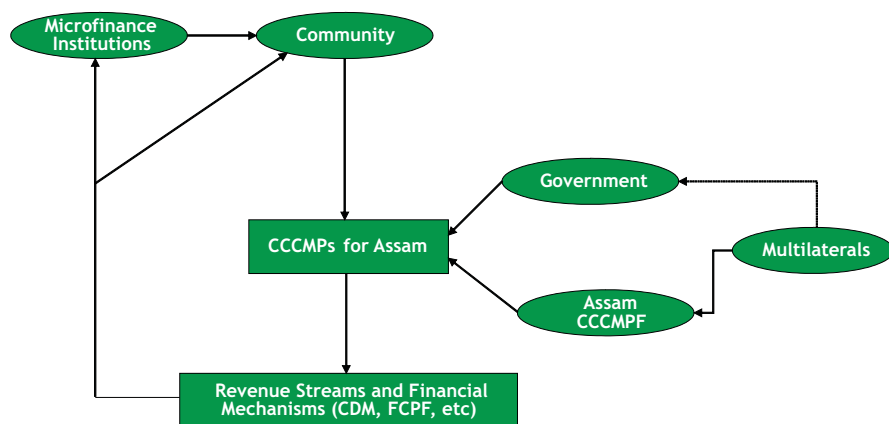 Microfinance
Institutions
Community
Government
CCCMPs for Assam
Multilaterals
Assam
CCCMPF
Revenue Streams and Financial
Mechanisms (CDM, FCPF, etc)